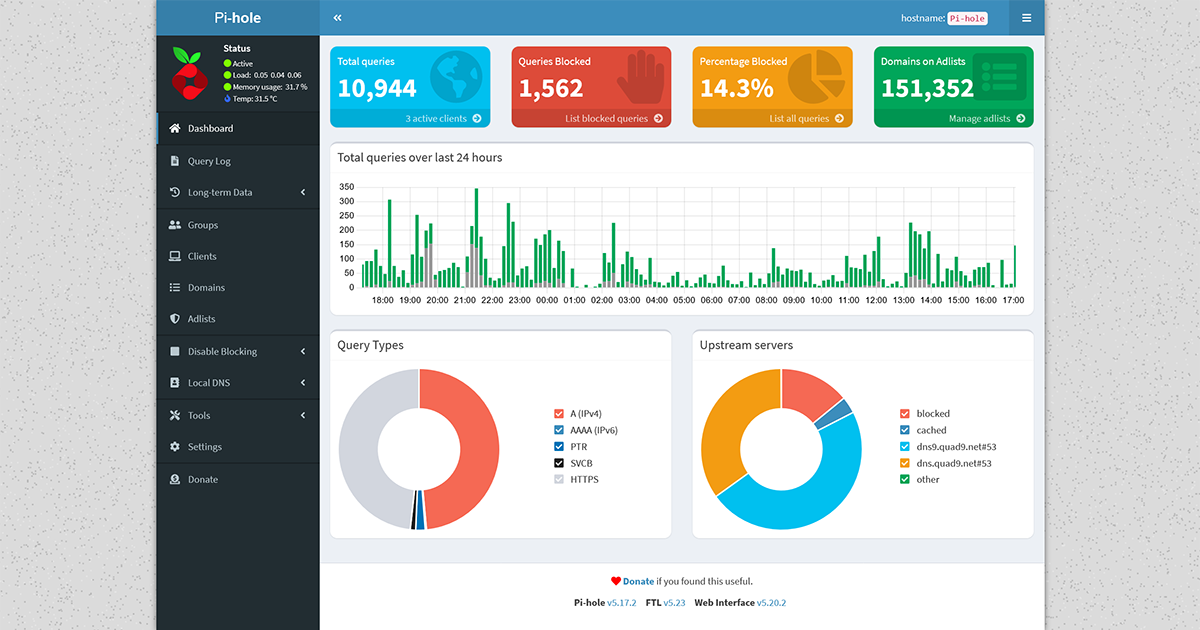 Pi-hole
hostname: Pi-hole
Status
Active
Load: 0.05 0.04 0.06
Memory usage: 31.7 %
Temp: 31.5 °C
Dashboard
Query Log
Long-term Data
Groups
Clients
Domains
Adlists
Disable Blocking
Local DNS
Tools
Settings
Donate
Total queries
10,944
3 active clients
Queries Blocked
1,562
List blocked queries
Percentage Blocked
14.3%
List all queries
Domains on Adlists
151,352
Manage adlists
Total queries over last 24 hours
350
300
250
200
150
100
50
0
18:00 19:00 20:00 21:00 22:00 23:00 00:00 01:00 02:00 03:00 04:00 05:00 06:00 07:00 08:00 09:00 10:00 11:00 12:00 13:00 14:00 15:00 16:00 17:00
Query Types
A (IPv4)
AAAA (IPv6)
PTR
SVCB
HTTPS
Upstream servers
blocked
cached
dns9.quad9.net#53
dns.quad9.net#53
other
Donate if you found this useful.
Pi-hole v5.17.2 FTL v5.23 Web Interface v5.20.2